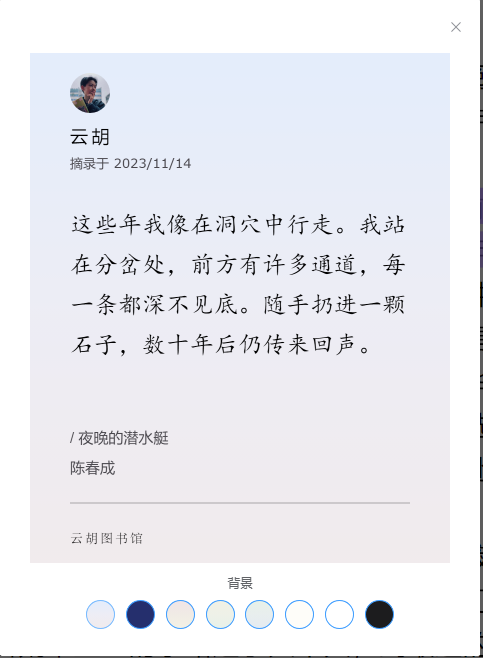 云胡
摘录于 2023/11/14
这些年我像在洞穴中行走。我站
在分岔处，前方有许多通道，每
一条都深不见底。随手扔进一颗
石子，数十年后仍传来回声。
/ 夜晚的潜水艇
陈春成
云胡图书馆
背景